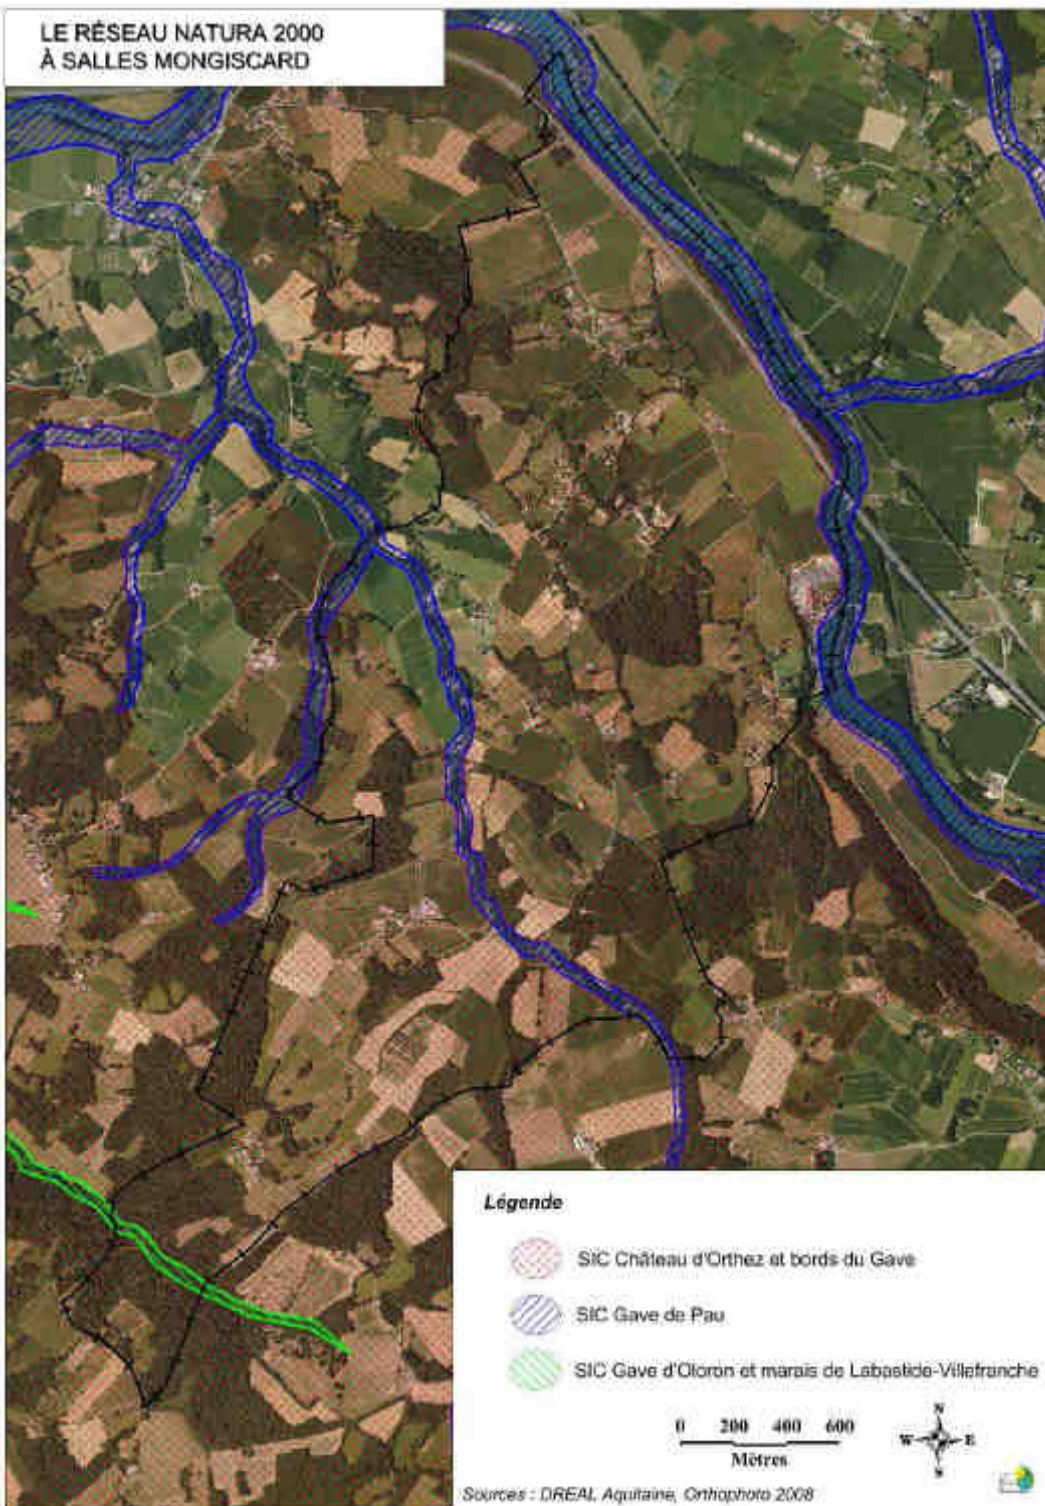 LE RÉSEAU NATURA 2000
À SALLES MONGISCARD
Légende
SIC Château d'Orthez et bords du Gave
SIC Gave de Pau
SIC Gave d'Oloron et marais de Labastide-Villefranche
0 200 400 600
Mètres
N
W E
S
Sources : DREAL Aquitaine, Orthophoto 2008